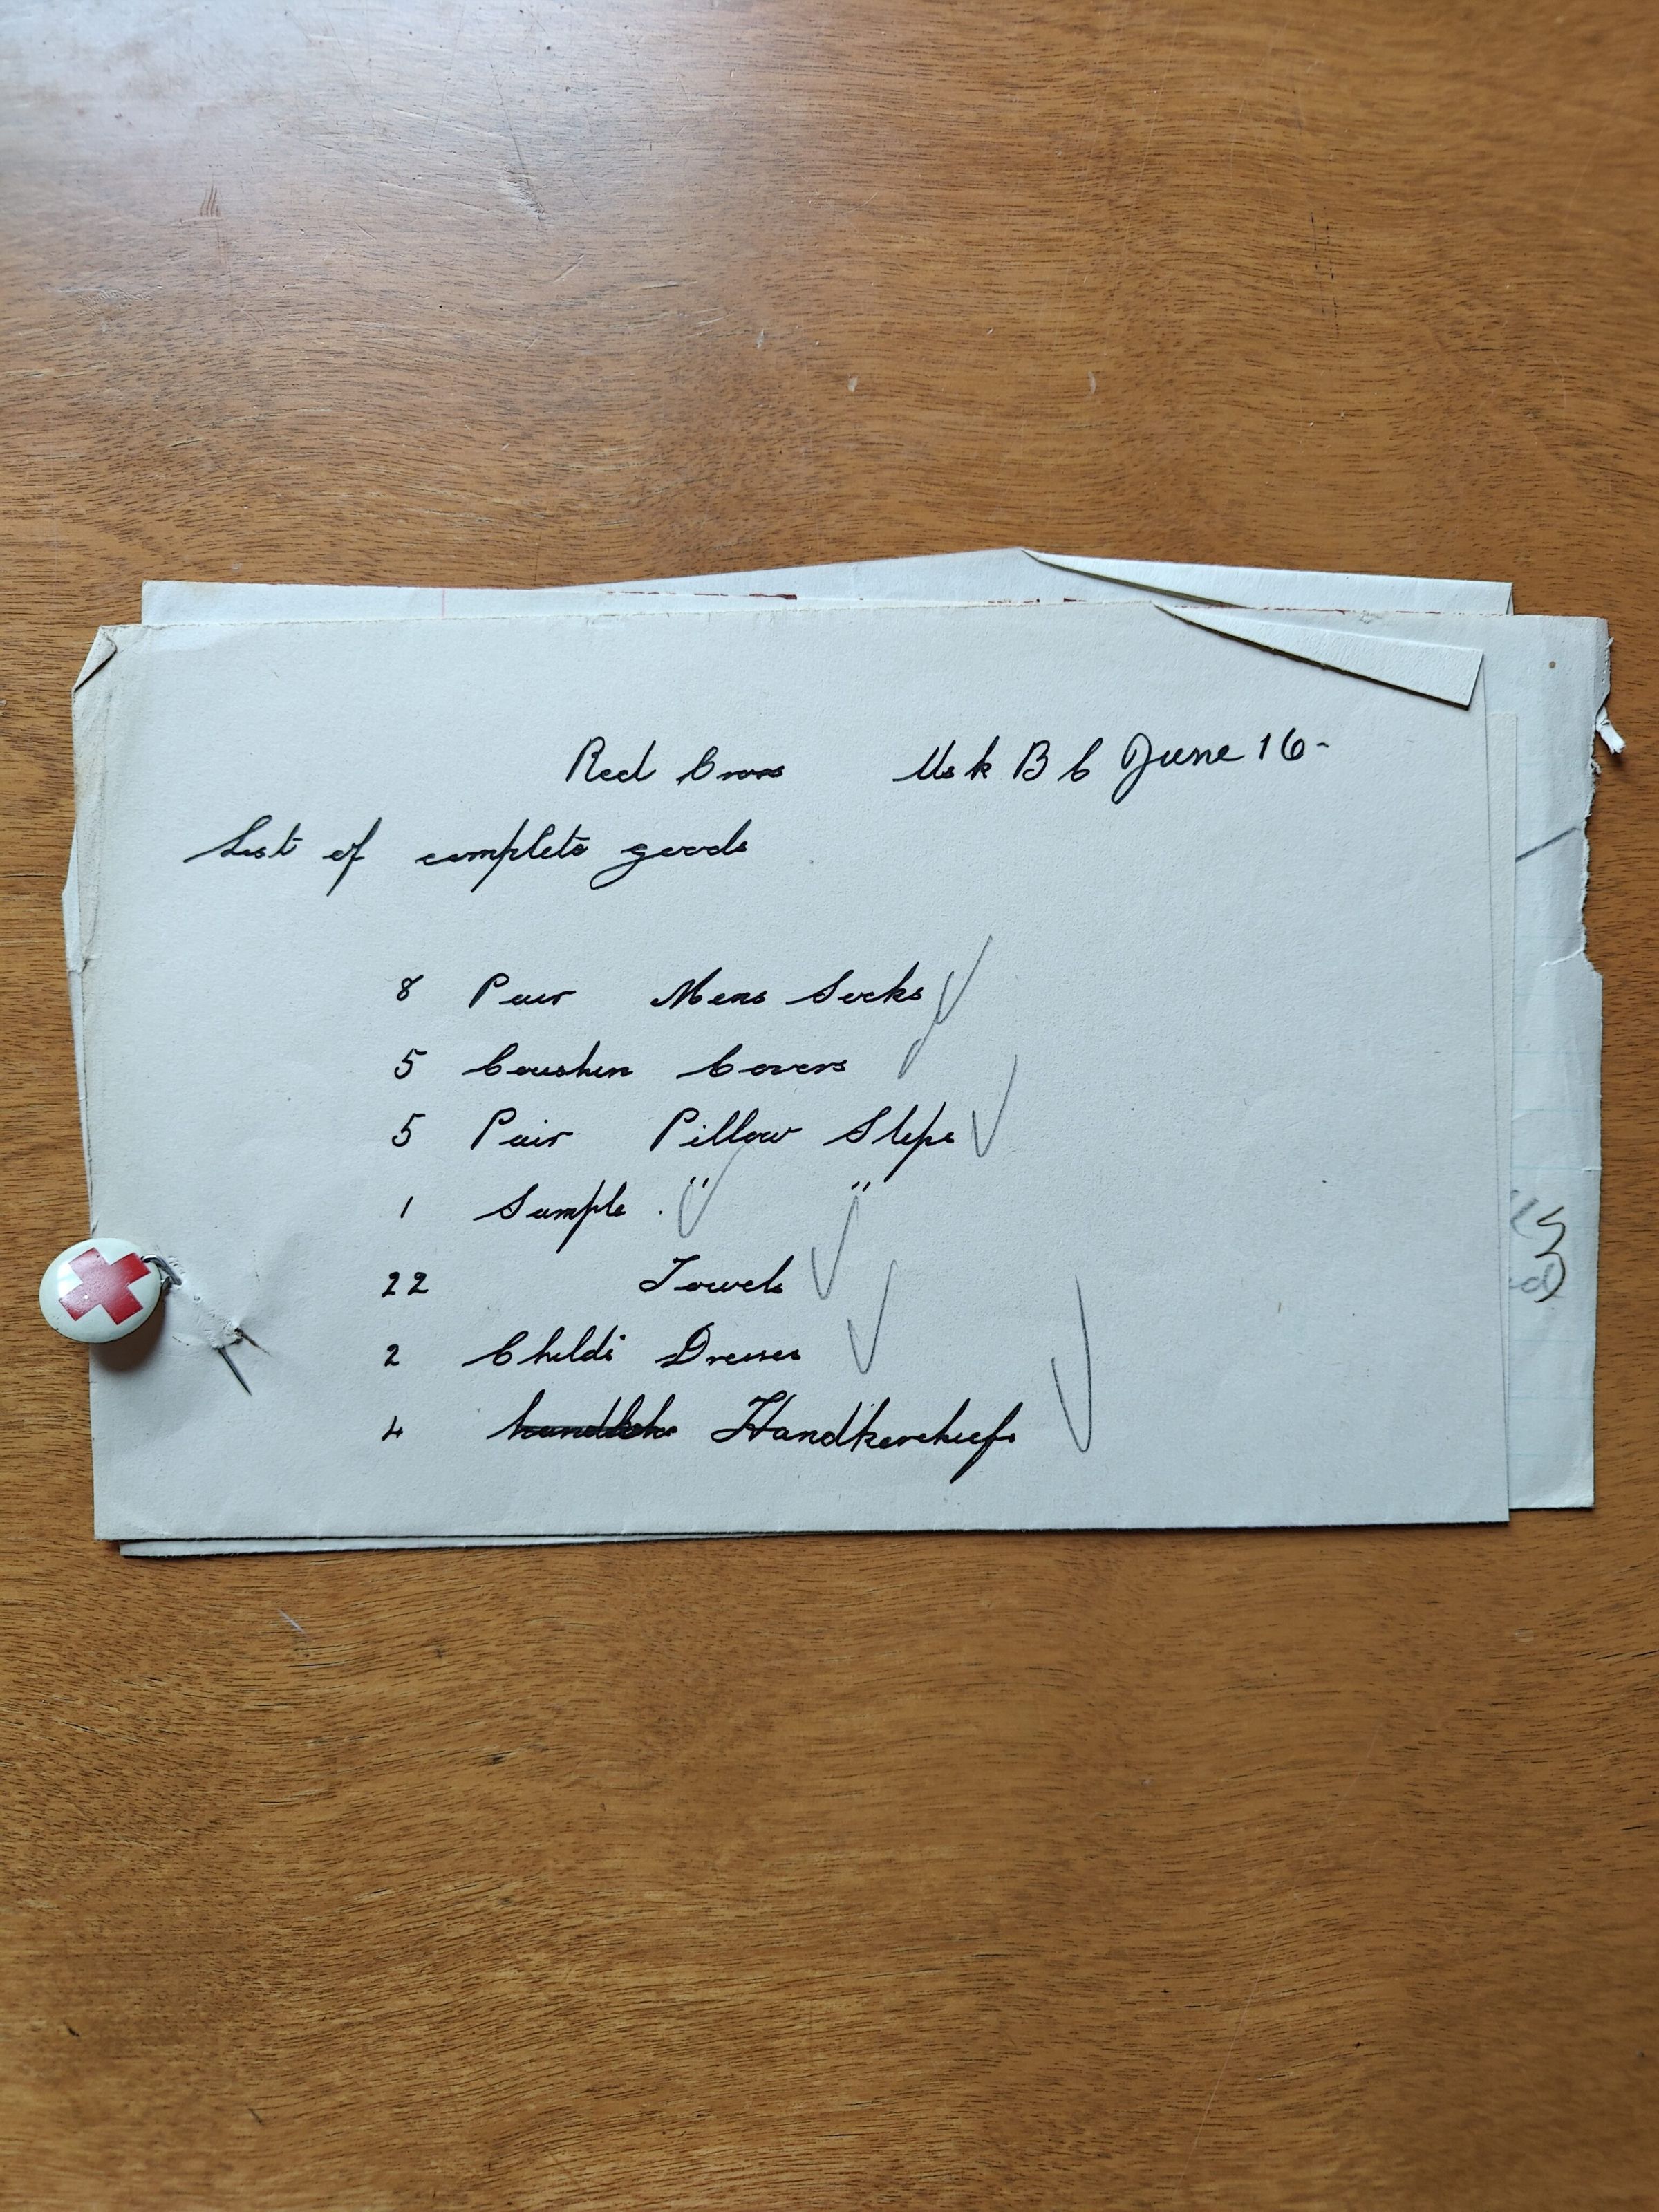 Red Cross Usk B C June 16-
List of complete goods
8 Pair Mens Socks
5 Coushin Covers
5 Pair Pillow Slips
1 Sample " "
22 Towels
2 Childs Dresses
4 Handkerchiefs